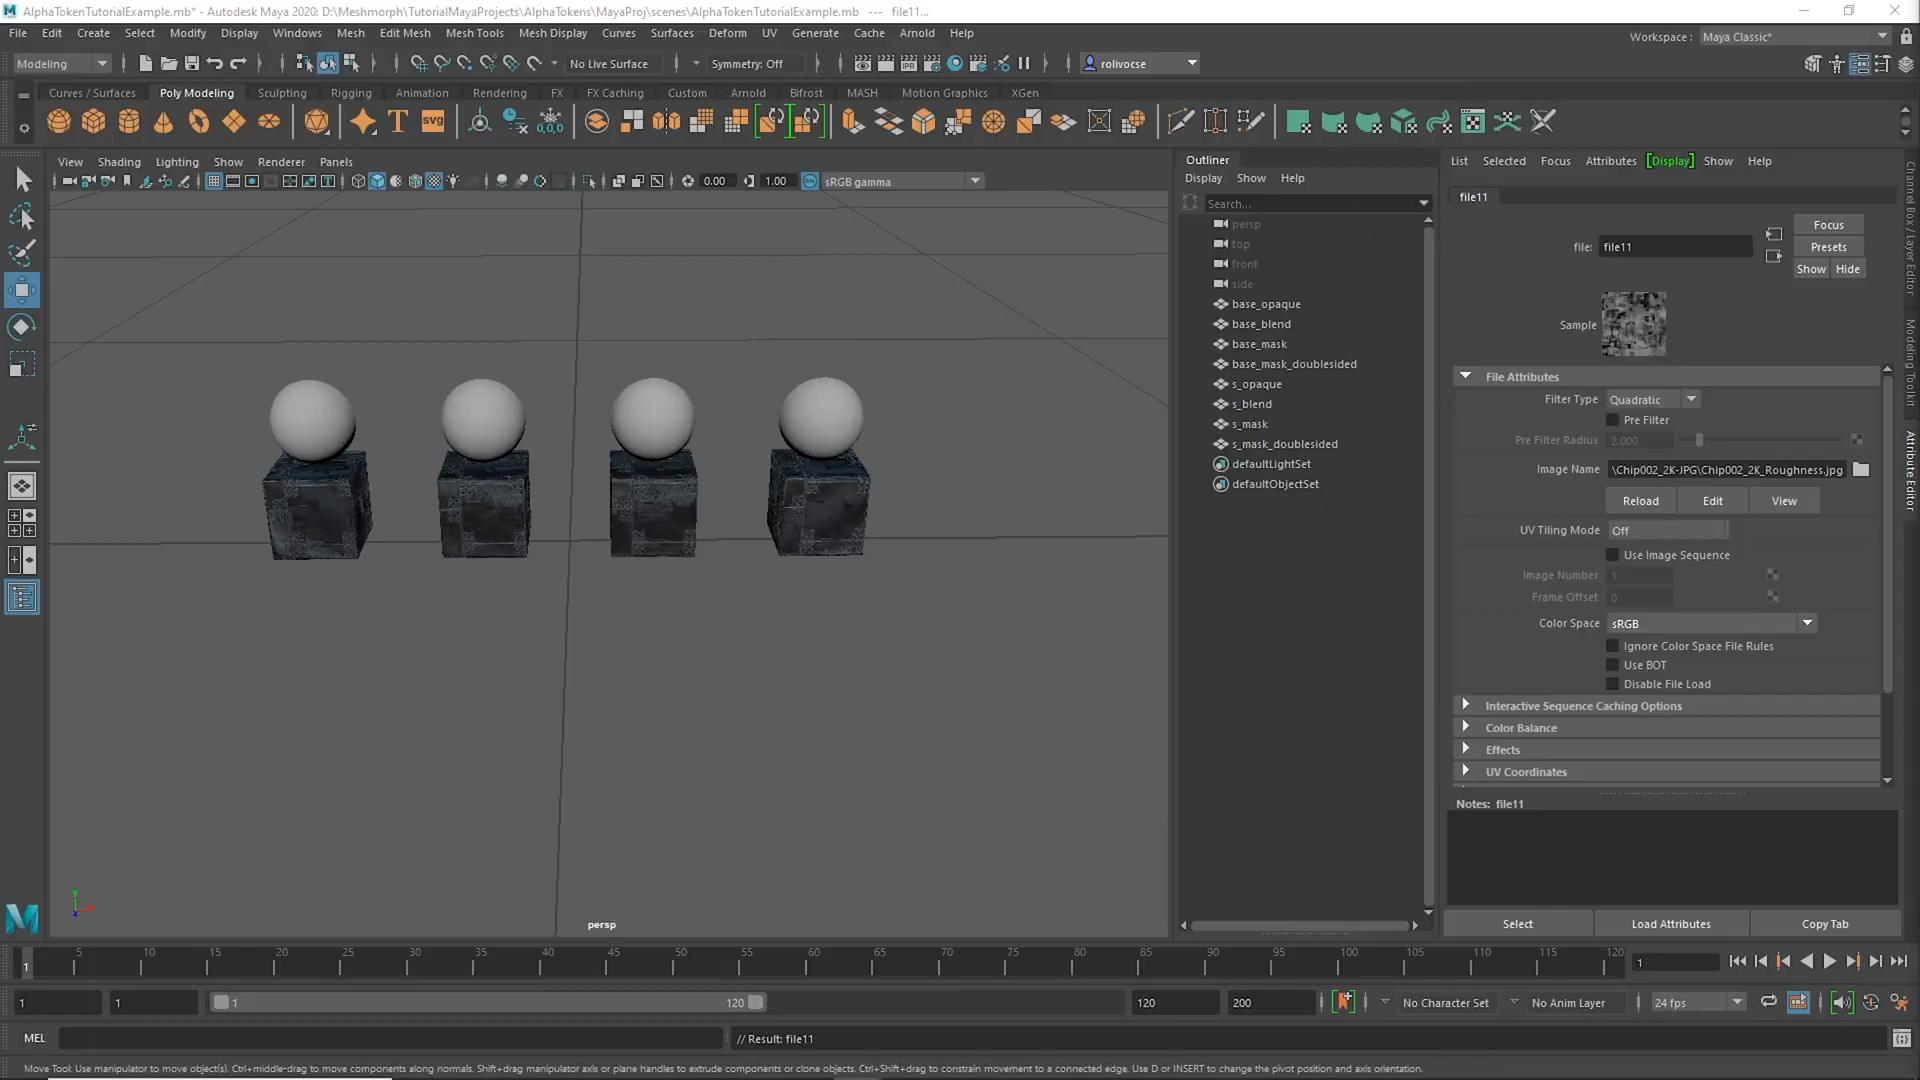 AlphaTokenTutorialExample.mb* - Autodesk Maya 2020: D:\Meshmorph\TutorialMayaProjects\AlphaTokens\MayaProj\scenes\AlphaTokenTutorialExample.mb --- file11...
File Edit Create Select Modify Display Windows Mesh Edit Mesh Mesh Tools Mesh Display Curves Surfaces Deform UV Generate Cache Arnold Help
Workspace : Maya Classic*
Modeling
No Live Surface
Symmetry: Off
rolivocse
Curves / Surfaces Poly Modeling Sculpting Rigging Animation Rendering FX FX Caching Custom Arnold Bifrost MASH Motion Graphics XGen
T
SVG
0,0,0
View Shading Lighting Show Renderer Panels
0.00 1.00 sRGB gamma
persp
Outliner
Display Show Help
Search...
persp
top
front
side
base_opaque
base_blend
base_mask
base_mask_doublesided
s_opaque
s_blend
s_mask
s_mask_doublesided
defaultLightSet
defaultObjectSet
List Selected Focus Attributes [Display] Show Help
file11
file: file11
Focus
Presets
Show Hide
Sample
File Attributes
Filter Type Quadratic
Pre Filter
Pre Filter Radius 2.000
Image Name \Chip002_2K-JPG\Chip002_2K_Roughness.jpg
Reload Edit View
UV Tiling Mode Off
Use Image Sequence
Image Number 1
Frame Offset 0
Color Space sRGB
Ignore Color Space File Rules
Use BOT
Disable File Load
Interactive Sequence Caching Options
Color Balance
Effects
UV Coordinates
Notes: file11
Select Load Attributes Copy Tab
Channel Box / Layer Editor
Modeling Toolkit
Attribute Editor
1 5 10 15 20 25 30 35 40 45 50 55 60 65 70 75 80 85 90 95 100 105 110 115 120 1
1 1 1 120 120 200 No Character Set No Anim Layer 24 fps
MEL // Result: file11
Move Tool: Use manipulator to move object(s). Ctrl+middle-drag to move components along normals. Shift+drag manipulator axis or plane handles to extrude components or clone objects. Ctrl+Shift+drag to constrain movement to a connected edge. Use D or INSERT to change the pivot position and axis orientation.